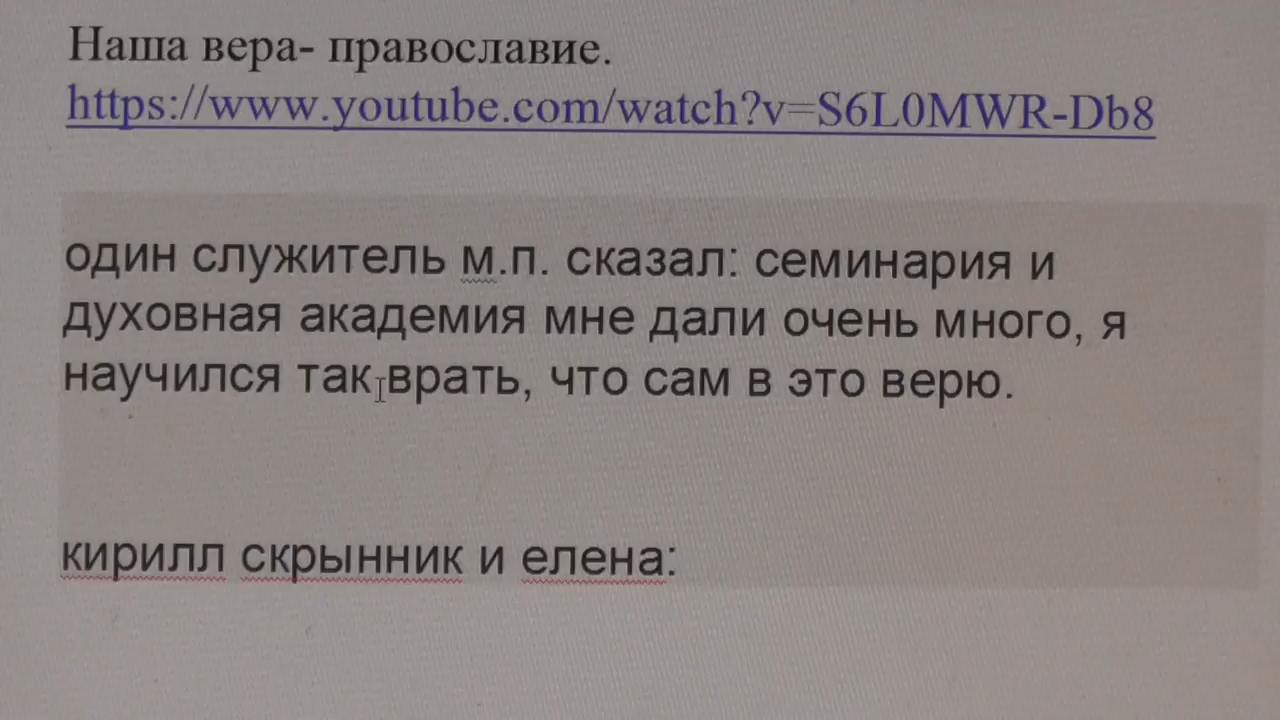 Наша вера- православие.
https://www.youtube.com/watch?v=S6L0MWR-Db8
один служитель м.п. сказал: семинария и
духовная академия мне дали очень много, я
научился так врать, что сам в это верю.
кирилл скрынник и елена: